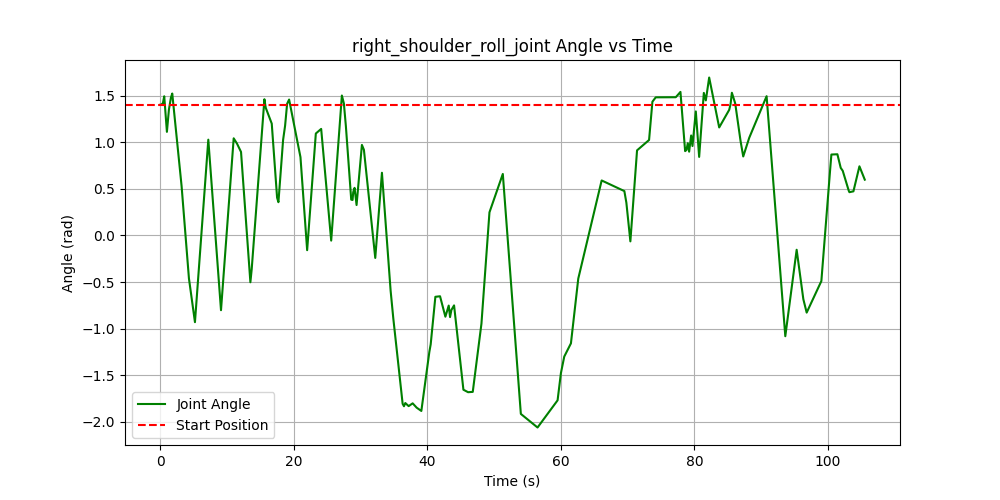 right_shoulder_roll_joint Angle vs Time
Angle (rad)
1.5
1.0
0.5
0.0
−0.5
−1.0
−1.5
−2.0
Joint Angle
Start Position
0 20 40 60 80 100
Time (s)